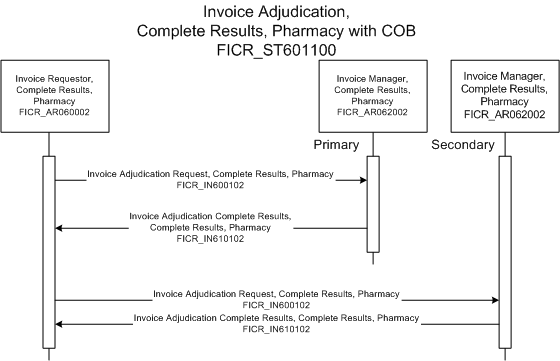 Invoice Adjudication,
Complete Results, Pharmacy with COB
FICR_ST601100
Invoice Requestor,
Complete Results,
Pharmacy
FICR_AR060002
Invoice Manager,
Complete Results,
Pharmacy
FICR_AR062002
Invoice Manager,
Complete Results,
Pharmacy
FICR_AR062002
Primary
Secondary
Invoice Adjudication Request, Complete Results, Pharmacy
FICR_IN600102
Invoice Adjudication Complete Results,
Complete Results, Pharmacy
FICR_IN610102
Invoice Adjudication Request, Complete Results, Pharmacy
FICR_IN600102
Invoice Adjudication Complete Results, Complete Results, Pharmacy
FICR_IN610102